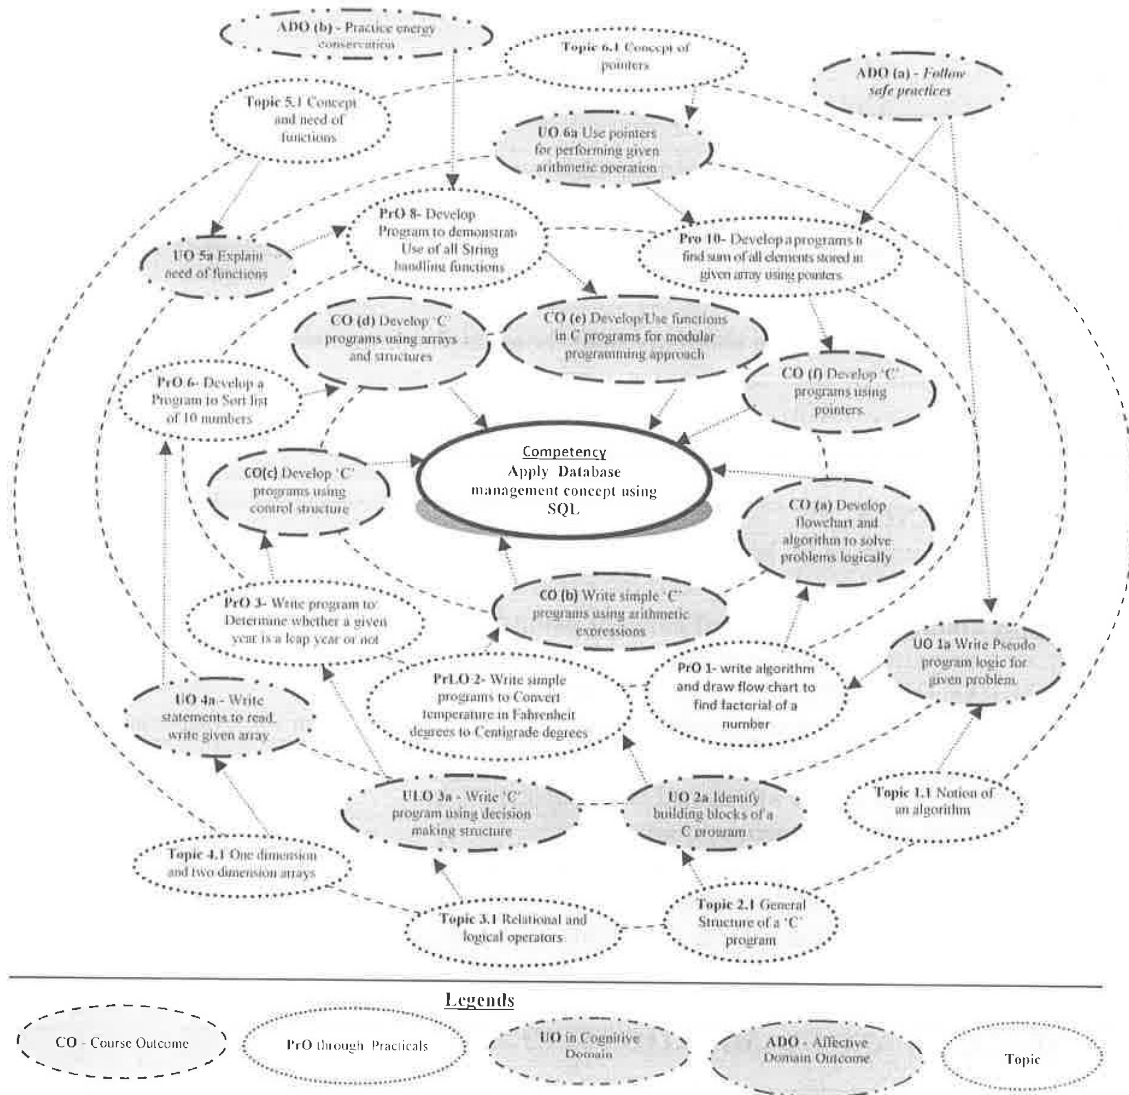 ADO (b) - Practice energy
conservation
Topic 6.1 Concept of
pointers
ADO (a) - Follow
safe practices
Topic 5.1 Concept
and need of
functions
UO 6a Use pointers
for performing given
arithmetic operation
PrO 8- Develop
Program to demonstrat
Use of all String
handling functions
Pro 10- Develop a programs t
find sum of all elements stored in
given array using pointers.
UO 5a Explain
need of functions
CO (d) Develop 'C'
programs using arrays
and structures
CO (e) Develop/Use functions
in C programs for modular
programming approach
CO (f) Develop 'C'
programs using
pointers.
PrO 6- Develop a
Program to Sort list
of 10 numbers
Competency
Apply Database
management concept using
SQL
CO(c) Develop 'C'
programs using
control structure
CO (a) Develop
flowchart and
algorithm to solve
problems logically
CO (b) Write simple 'C'
programs using arithmetic
expressions
PrO 3- Write program to
Determine whether a given
year is a leap year or not
UO 1a Write Pseudo
program logic for
given problem.
PrLO 2- Write simple
programs to Convert
temperature in Fahrenheit
degrees to Centigrade degrees
PrO 1- write algorithm
and draw flow chart to
find factorial of a
number
UO 4a - Write
statements to read,
write given array
ULO 3a - Write 'C'
program using decision
making structure
UO 2a Identify
building blocks of a
C program
Topic 1.1 Notion of
an algorithm
Topic 4.1 One dimension
and two dimension arrays
Topic 3.1 Relational and
logical operators
Topic 2.1 General
Structure of a 'C'
program
Legends
CO - Course Outcome
PrO through Practicals
UO in Cognitive
Domain
ADO - Affective
Domain Outcome
Topic